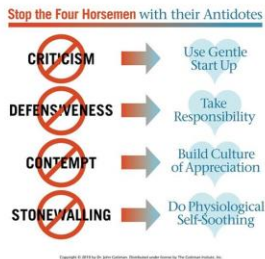 Stop the Four Horsemen with their Antidotes
CRITICISM
Use Gentle
Start Up
DEFENSIVENESS
Take
Responsibility
CONTEMPT
Build Culture
of Appreciation
STONEWALLING
Do Physiological
Self-Soothing